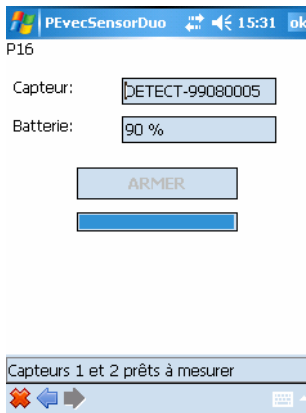 PEvecSensorDuo 15:31 ok
P16
Capteur: DETECT-99080005
Batterie: 90 %
ARMER
Capteurs 1 et 2 prêts à mesurer